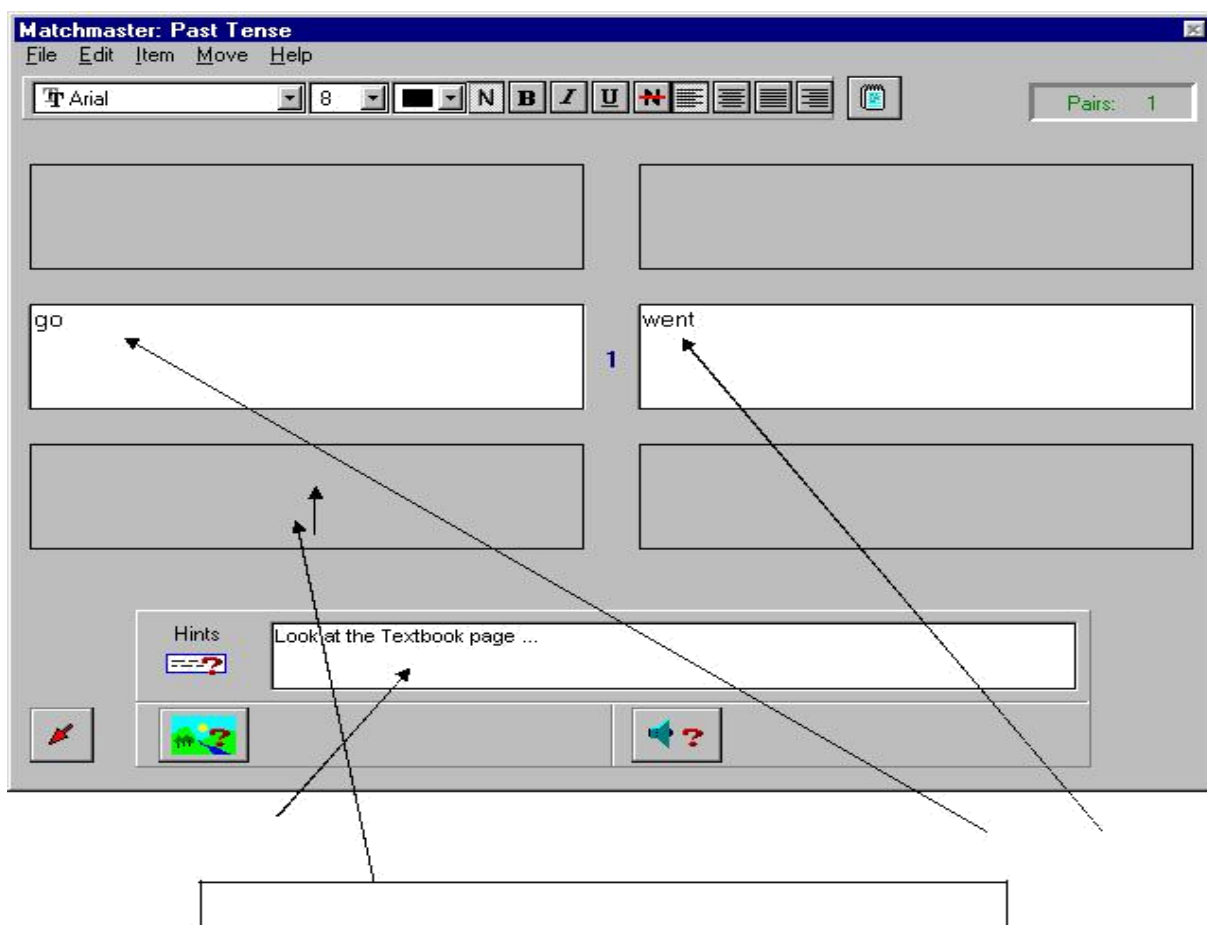 Matchmaster: Past Tense
File Edit Item Move Help
Arial 8 N B I U N Pairs: 1
go 1 went
Hints Look at the Textbook page ...